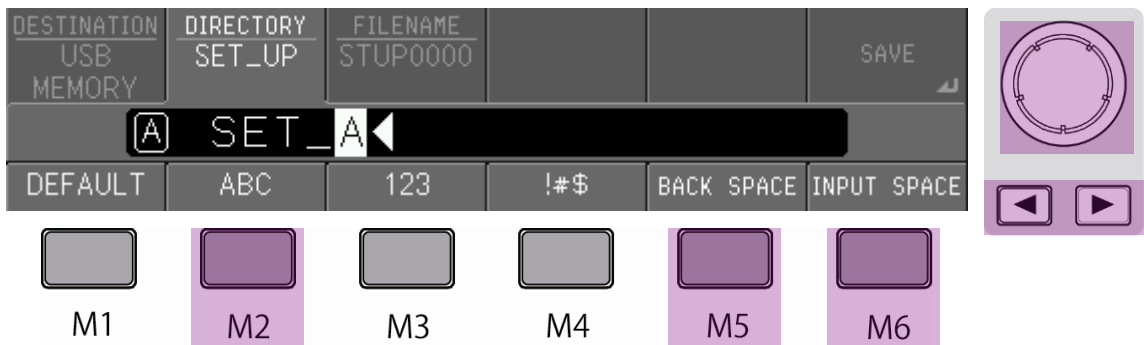 DESTINATION DIRECTORY FILENAME
USB SET_UP STUP0000 SAVE
MEMORY
A SET_A
DEFAULT ABC 123 !#$ BACK SPACE INPUT SPACE
M1 M2 M3 M4 M5 M6